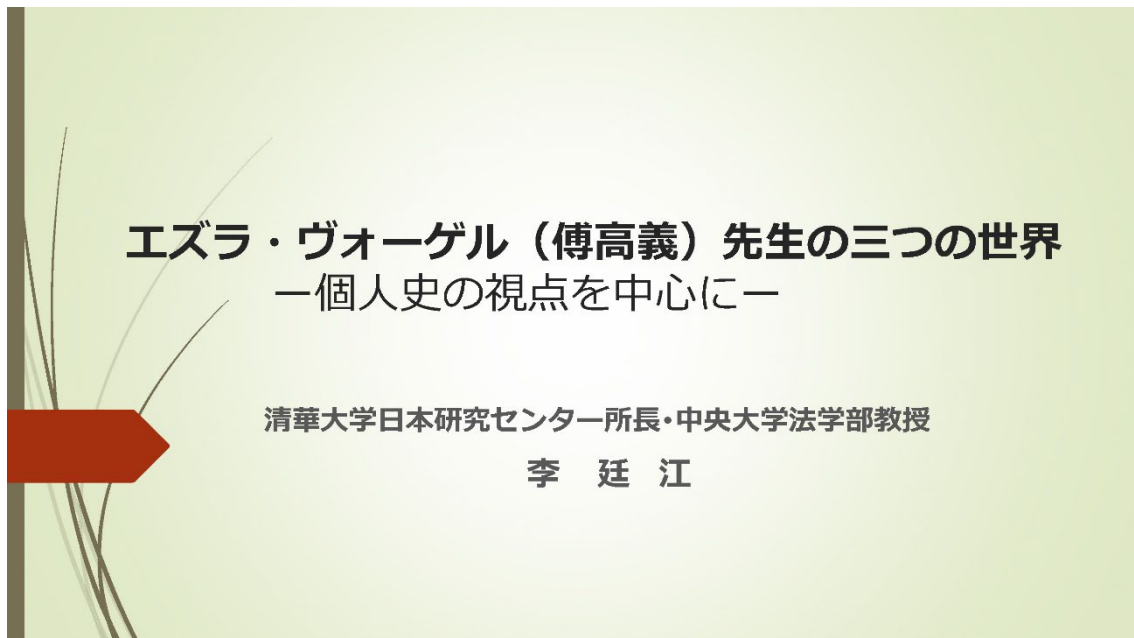 エズラ・ヴォーゲル（傅高義）先生の三つの世界
ー個人史の視点を中心にー
清華大学日本研究センター所長・中央大学法学部教授
李　廷　江